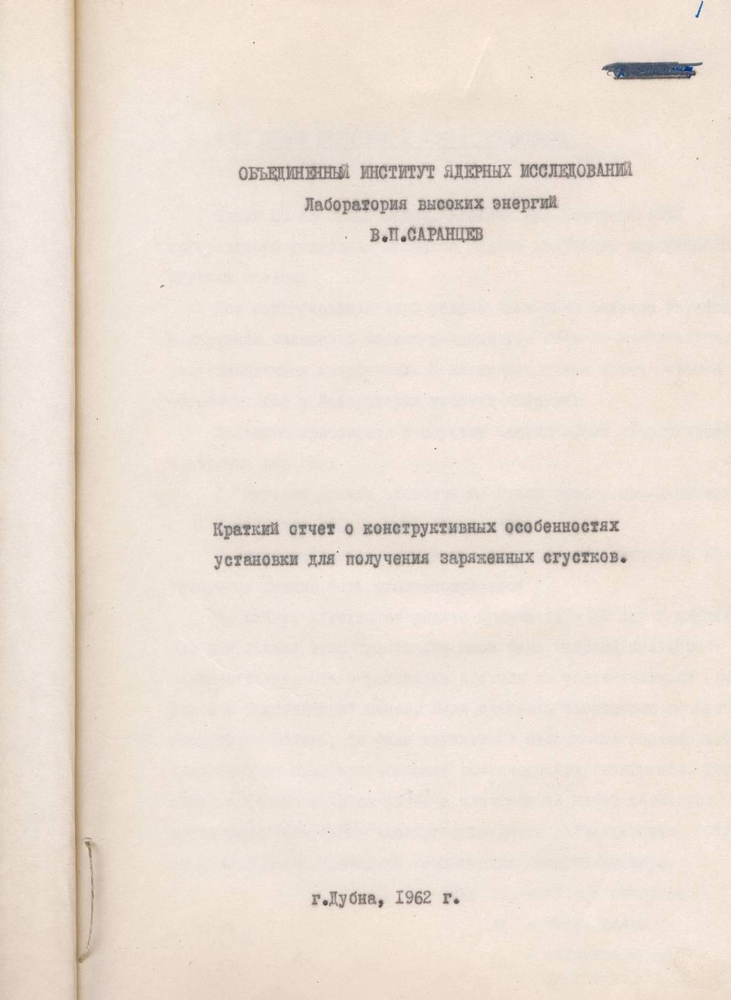 1
ОБЪЕДИНЕННЫЙ ИНСТИТУТ ЯДЕРНЫХ ИССЛЕДОВАНИЙ
Лаборатория высоких энергий
В.П.САРАНЦЕВ
Краткий отчет о конструктивных особенностях
установки для получения заряженных сгустков.
г.Дубна, 1962 г.